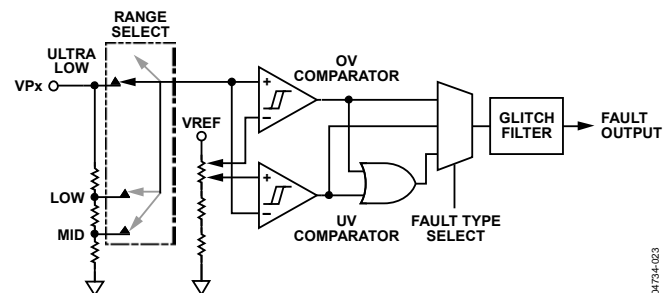 RANGE
SELECT
ULTRA
LOW
VPx
LOW
MID
VREF
OV
COMPARATOR
+
–
+
–
UV
COMPARATOR
FAULT TYPE
SELECT
GLITCH
FILTER
FAULT
OUTPUT
04734-023